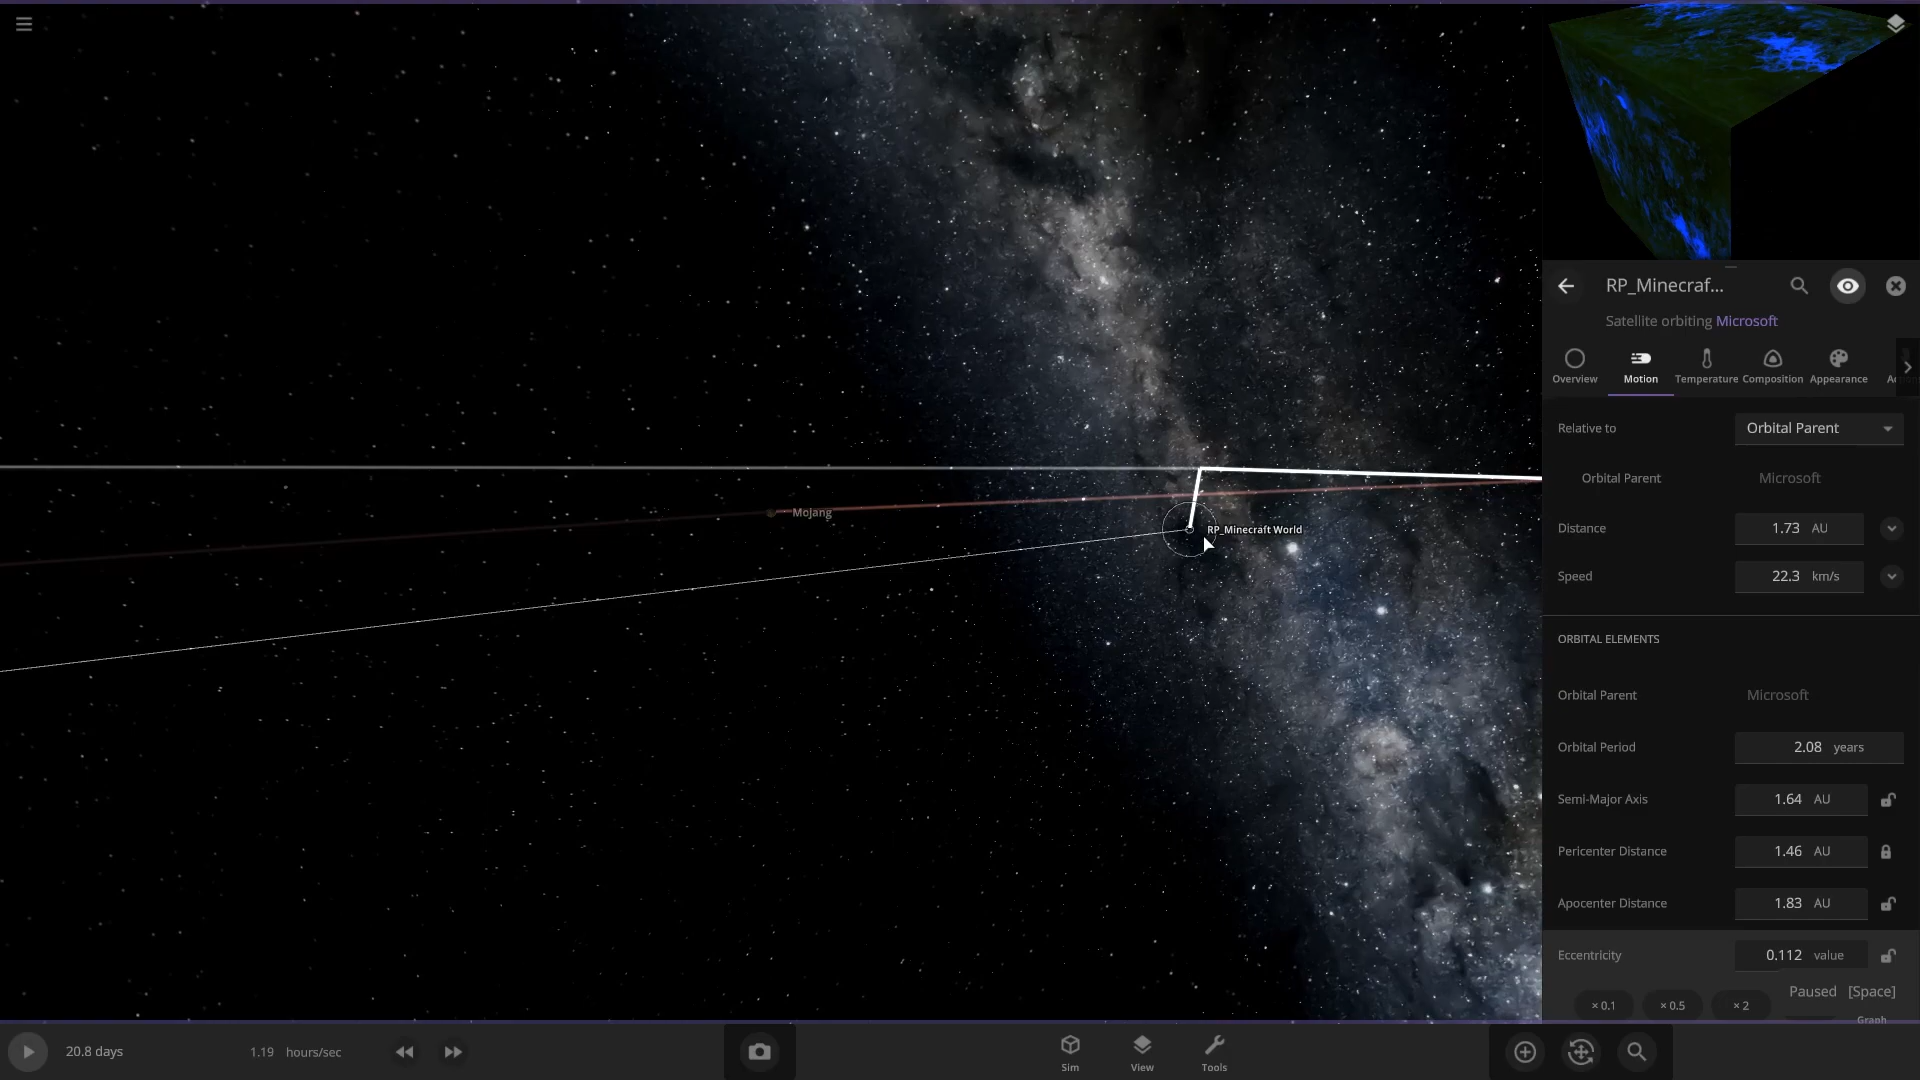 RP_Minecraf...
Satellite orbiting Microsoft
Overview
Motion
Temperature
Composition
Appearance
Relative to
Orbital Parent
Orbital Parent
Microsoft
Distance
1.73 AU
Speed
22.3 km/s
ORBITAL ELEMENTS
Orbital Parent
Microsoft
Orbital Period
2.08 years
Semi-Major Axis
1.64 AU
Pericenter Distance
1.46 AU
Apocenter Distance
1.83 AU
Eccentricity
0.112 value
× 0.1
× 0.5
× 2
Paused [Space]
Graph
Mojang
RP_Minecraft World
20.8 days
1.19 hours/sec
Sim
View
Tools